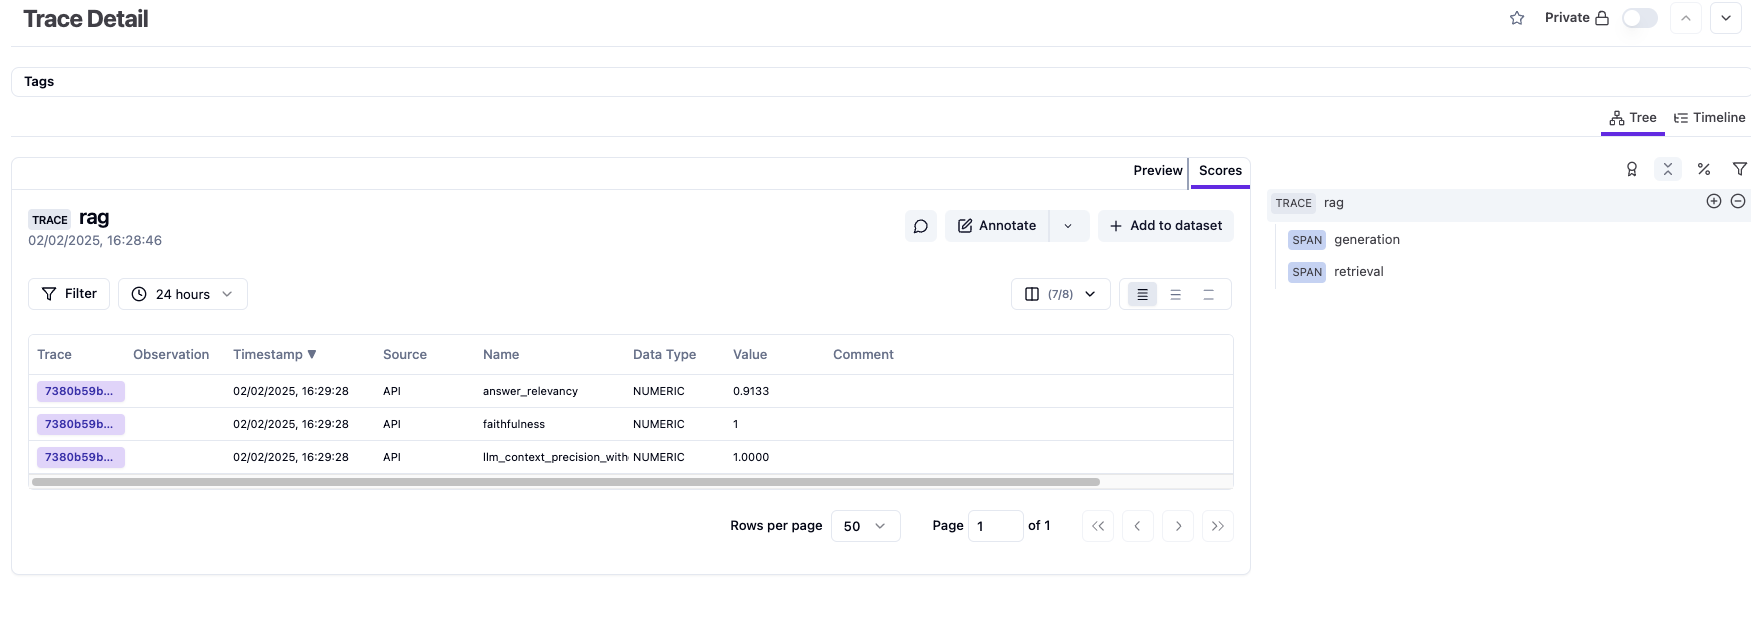 Trace Detail
Private
Tags
Tree Timeline
Preview Scores
TRACE rag
02/02/2025, 16:28:46
Annotate
Add to dataset
Filter
24 hours
(7/8)
Trace Observation Timestamp ▼ Source Name Data Type Value Comment
7380b59b... 02/02/2025, 16:29:28 API answer_relevancy NUMERIC 0.9133
7380b59b... 02/02/2025, 16:29:28 API faithfulness NUMERIC 1
7380b59b... 02/02/2025, 16:29:28 API llm_context_precision_with NUMERIC 1.0000
Rows per page 50 Page 1 of 1
TRACE rag
SPAN generation
SPAN retrieval